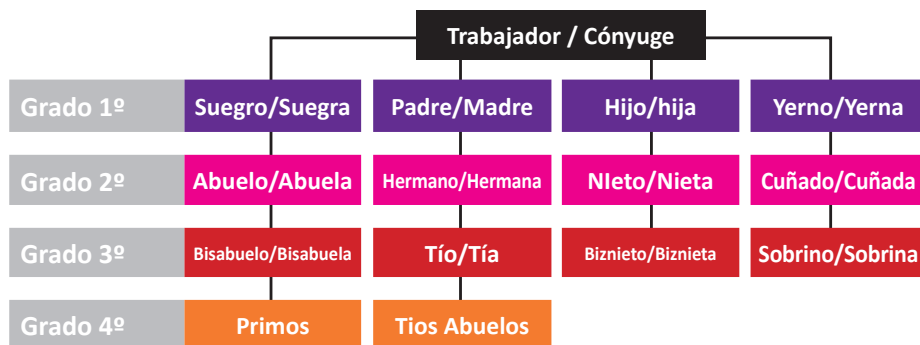 Trabajador / Cónyuge
Grado 1º
Suegro/Suegra
Padre/Madre
Hijo/hija
Yerno/Yerna
Grado 2º
Abuelo/Abuela
Hermano/Hermana
NIeto/Nieta
Cuñado/Cuñada
Grado 3º
Bisabuelo/Bisabuela
Tío/Tía
Biznieto/Biznieta
Sobrino/Sobrina
Grado 4º
Primos
Tios Abuelos